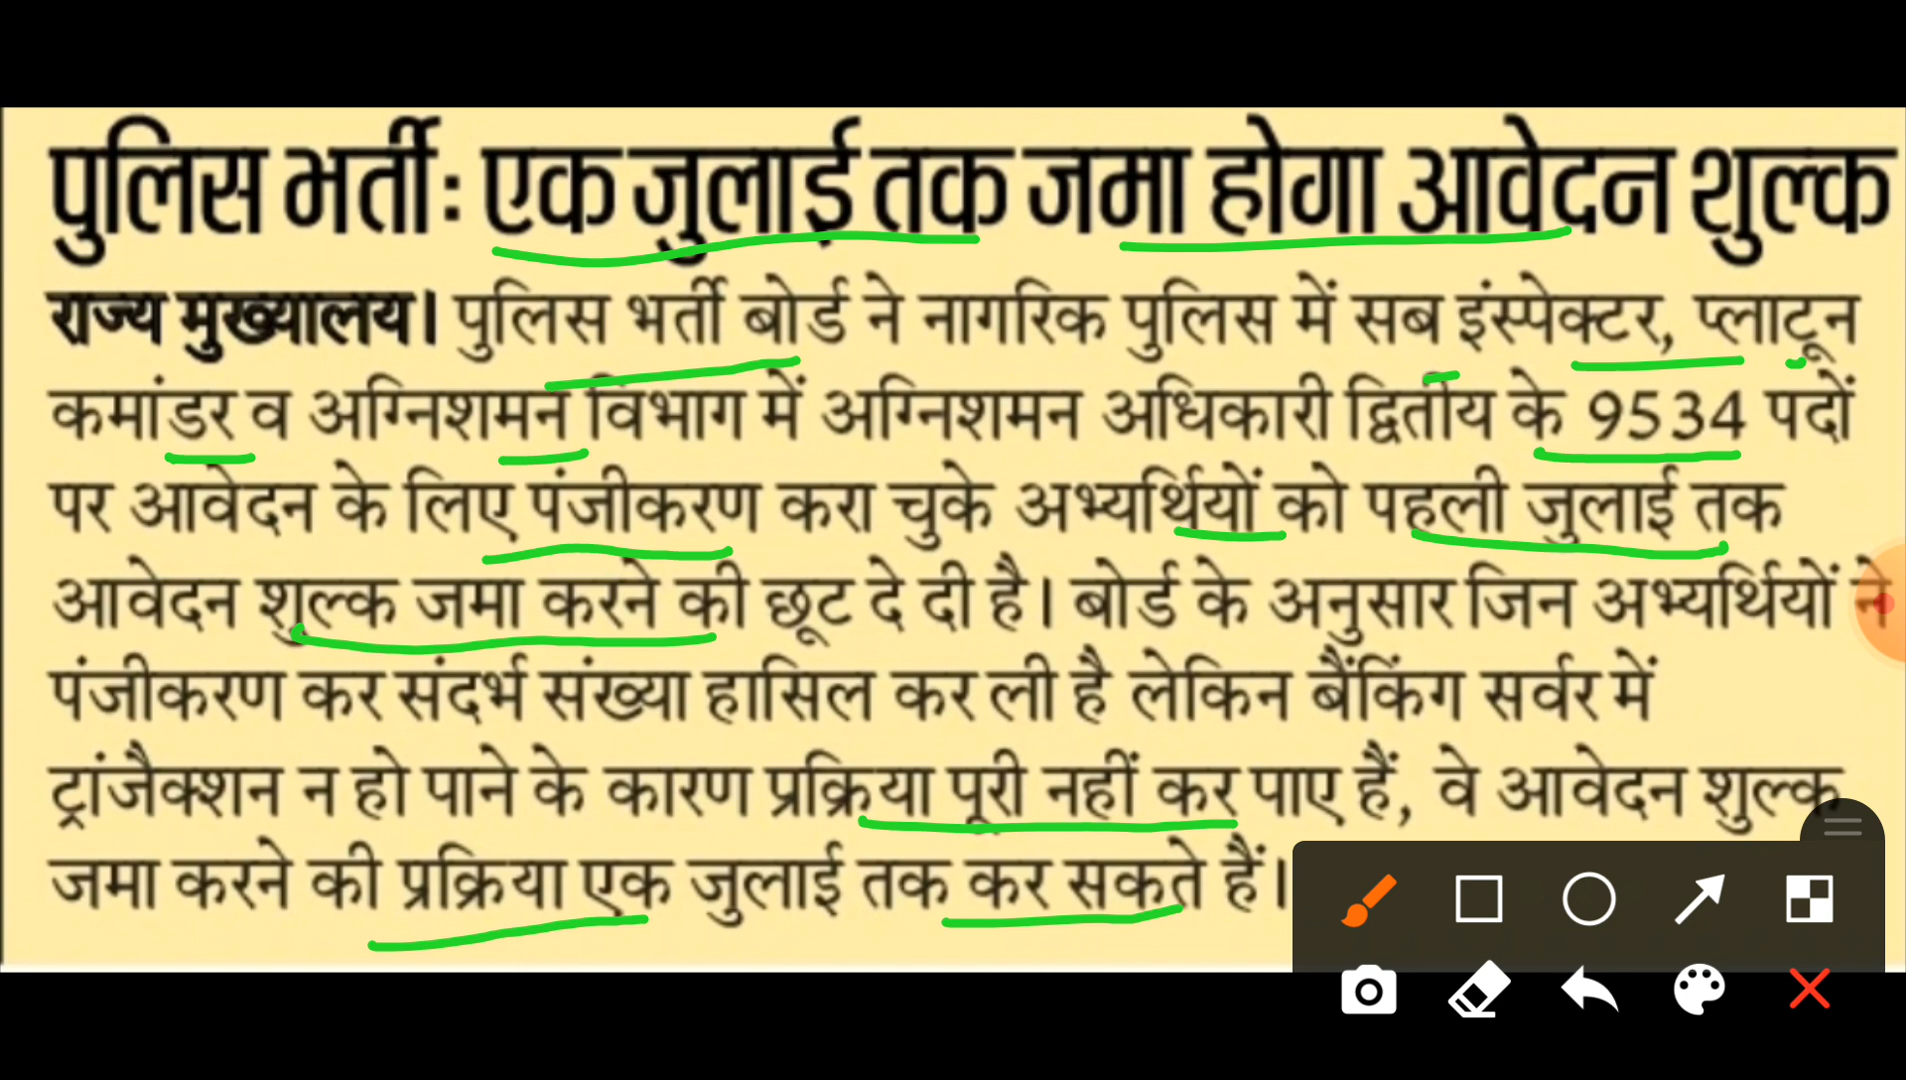 पुलिस भर्तीः एक जुलाई तक जमा होगा आवेदन शुल्क
राज्य मुख्यालय। पुलिस भर्ती बोर्ड ने नागरिक पुलिस में सब इंस्पेक्टर, प्लाटून
कमांडर व अग्निशमन विभाग में अग्निशमन अधिकारी द्वितीय के 9534 पदों
पर आवेदन के लिए पंजीकरण करा चुके अभ्यर्थियों को पहली जुलाई तक
आवेदन शुल्क जमा करने की छूट दे दी है। बोर्ड के अनुसार जिन अभ्यर्थियों ने
पंजीकरण कर संदर्भ संख्या हासिल कर ली है लेकिन बैंकिंग सर्वर में
ट्रांजैक्शन न हो पाने के कारण प्रक्रिया पूरी नहीं कर पाए हैं, वे आवेदन शुल्क
जमा करने की प्रक्रिया एक जुलाई तक कर सकते हैं।